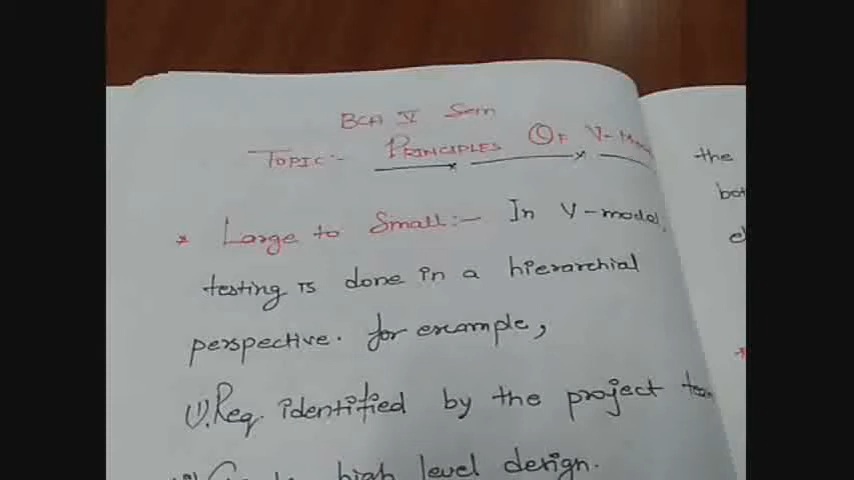 BCA V Sem
Topic:- PRINCIPLES OF V-
* Large to Small:- In V-model,
testing is done in a hierarchial
perspective. for example,
(i). Req. identified by the project team
high level design.
the